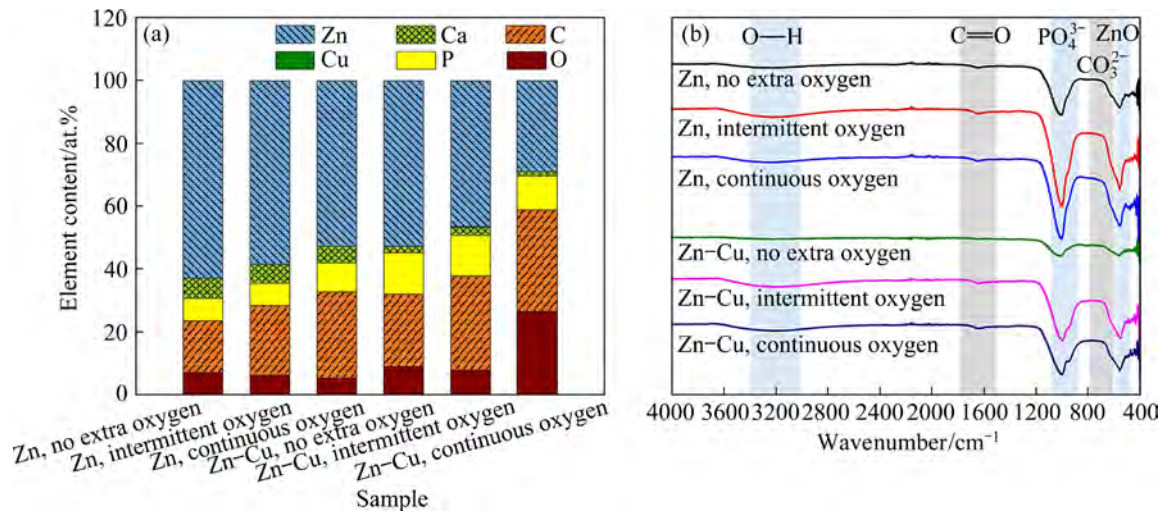 120
(a)
Zn
Ca
C
Cu
P
O
100
80
60
40
20
0
Element content/at.%
Zn, no extra oxygen
Zn, intermittent oxygen
Zn, continuous oxygen
Zn−Cu, no extra oxygen
Zn−Cu, intermittent oxygen
Zn−Cu, continuous oxygen
Sample
(b)
O—H
C=O
PO₄³⁻
ZnO
CO₃²⁻
Zn, no extra oxygen
Zn, intermittent oxygen
Zn, continuous oxygen
Zn−Cu, no extra oxygen
Zn−Cu, intermittent oxygen
Zn−Cu, continuous oxygen
4000 3600 3200 2800 2400 2000 1600 1200 800 400
Wavenumber/cm⁻¹